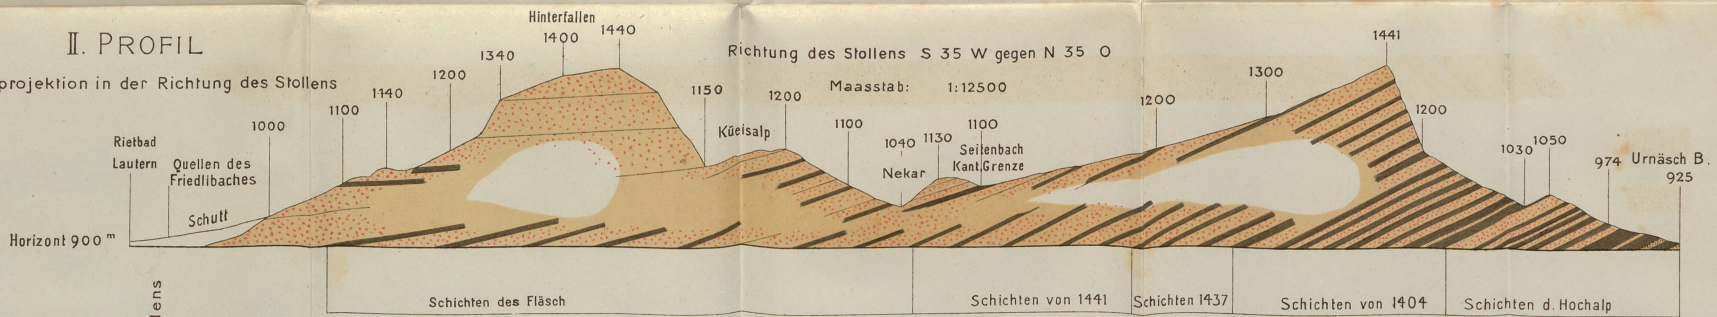 II. PROFIL
projektion in der Richtung des Stollens
Richtung des Stollens S 35 W gegen N 35 O
Maasstab: 1:12500
Rietbad
Lautern
Quellen des
Friedlibaches
Schutt
1000
1100
1140
1200
1340
Hinterfallen
1400
1440
1150
Küeisalp
1200
1100
1040
Nekar
1130
1100
Seitenbach
Kant.Grenze
1200
1300
1441
1200
1030
1050
974
Urnäsch B.
925
Horizont 900 m
lens
Schichten des Fläsch
Schichten von 1441
Schichten 1437
Schichten von 1404
Schichten d. Hochalp